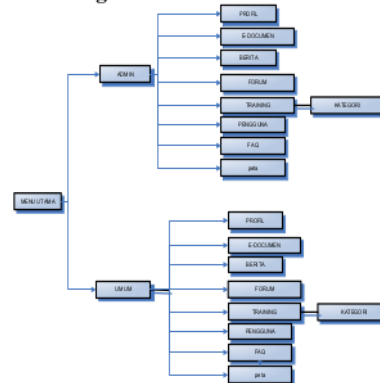 PROFIL
E-DOCUMEN
BERITA
ADMIN
FORUM
TRAINING
KATEGORI
PENGGUNA
FAQ
peta
MENU UTAMA
PROFIL
E-DOCUMEN
BERITA
UMUM
FORUM
TRAINING
KATEGORI
PENGGUNA
FAQ
peta